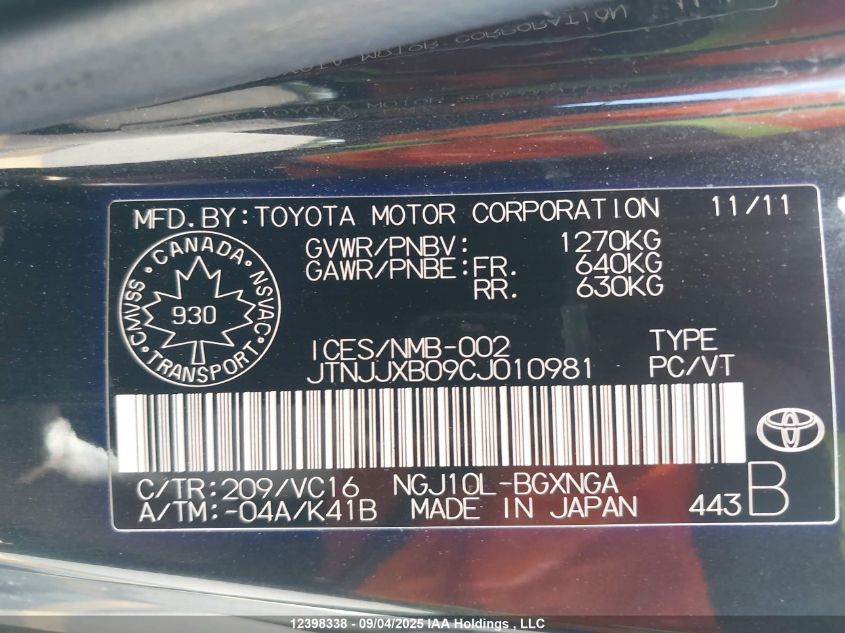 MFD.BY:TOYOTA MOTOR CORPORATION 11/11
GVWR/PNBV: 1270KG
GAWR/PNBE:FR. 640KG
RR. 630KG
CANADA
CMVSS NSVAC
930
TRANSPORT
ICES/NMB-002 TYPE
JTNJJXB09CJ010981 PC/VT
C/TR:209/VC16 NGJ10L-BGXNGA
A/TM:-04A/K41B MADE IN JAPAN 443 B
12398338 - 09/04/2025 IAA Holdings , LLC